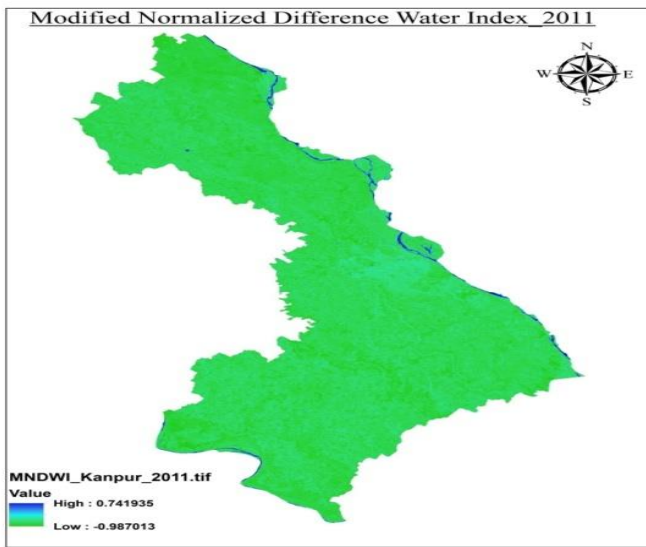 Modified Normalized Difference Water Index_2011
N
W E
S
MNDWI_Kanpur_2011.tif
Value
High : 0.741935
Low : -0.987013